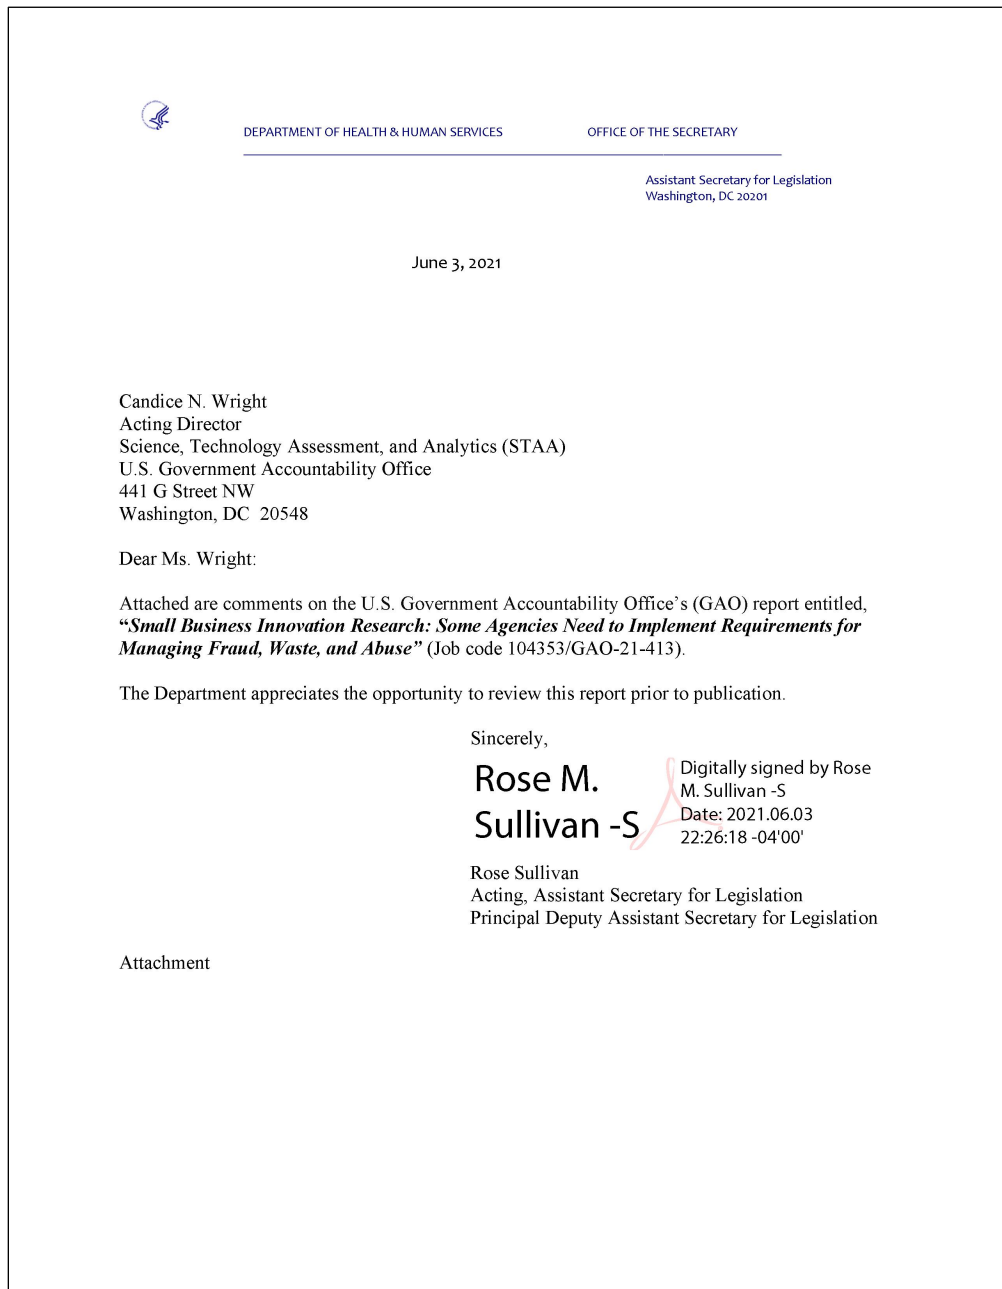 DEPARTMENT OF HEALTH & HUMAN SERVICES OFFICE OF THE SECRETARY
Assistant Secretary for Legislation
Washington, DC 20201
June 3, 2021
Candice N. Wright
Acting Director
Science, Technology Assessment, and Analytics (STAA)
U.S. Government Accountability Office
441 G Street NW
Washington, DC  20548
Dear Ms. Wright:
Attached are comments on the U.S. Government Accountability Office’s (GAO) report entitled,
“Small Business Innovation Research: Some Agencies Need to Implement Requirements for
Managing Fraud, Waste, and Abuse” (Job code 104353/GAO-21-413).
The Department appreciates the opportunity to review this report prior to publication.
Sincerely,
Rose M.
Sullivan -S
Digitally signed by Rose
M. Sullivan -S
Date: 2021.06.03
22:26:18 -04'00'
Rose Sullivan
Acting, Assistant Secretary for Legislation
Principal Deputy Assistant Secretary for Legislation
Attachment